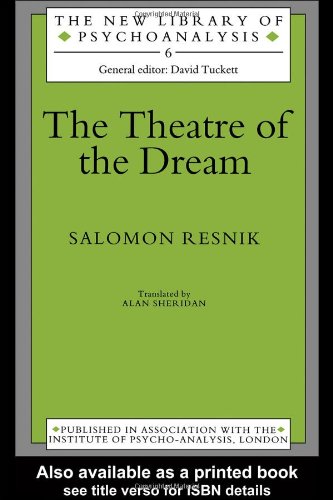 THE NEW LIBRARY OF
PSYCHOANALYSIS
6
General editor: David Tuckett
The Theatre of
the Dream
SALOMON RESNIK
Translated by
ALAN SHERIDAN
PUBLISHED IN ASSOCIATION WITH THE
INSTITUTE OF PSYCHO-ANALYSIS, LONDON
Also available as a printed book
see title verso for ISBN details